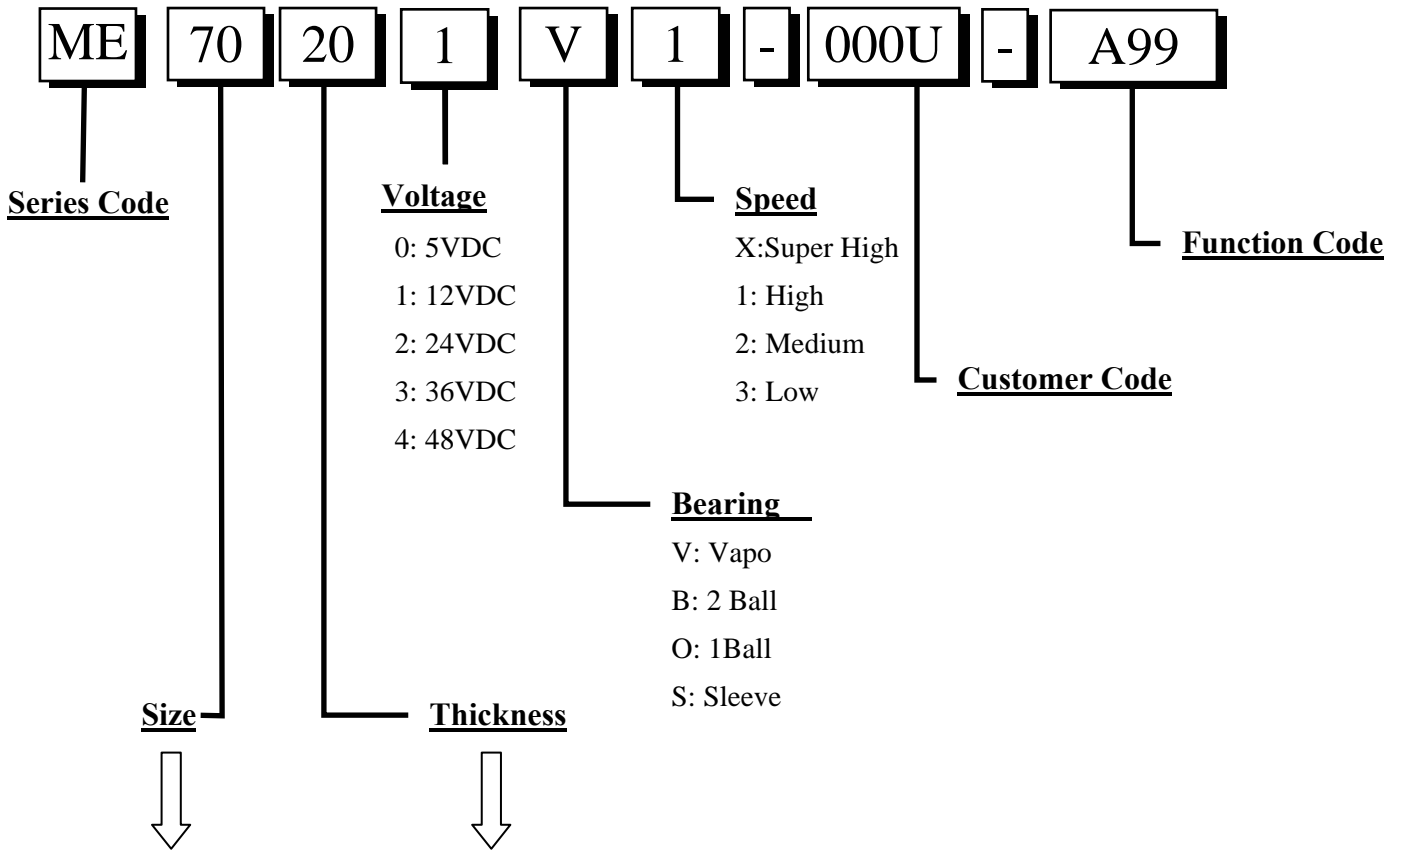 ME 70 20 1 V 1 - 000U - A99
Series Code
Voltage
0: 5VDC
1: 12VDC
2: 24VDC
3: 36VDC
4: 48VDC
Speed
X:Super High
1: High
2: Medium
3: Low
Function Code
Customer Code
Bearing
V: Vapo
B: 2 Ball
O: 1Ball
S: Sleeve
Size
Thickness